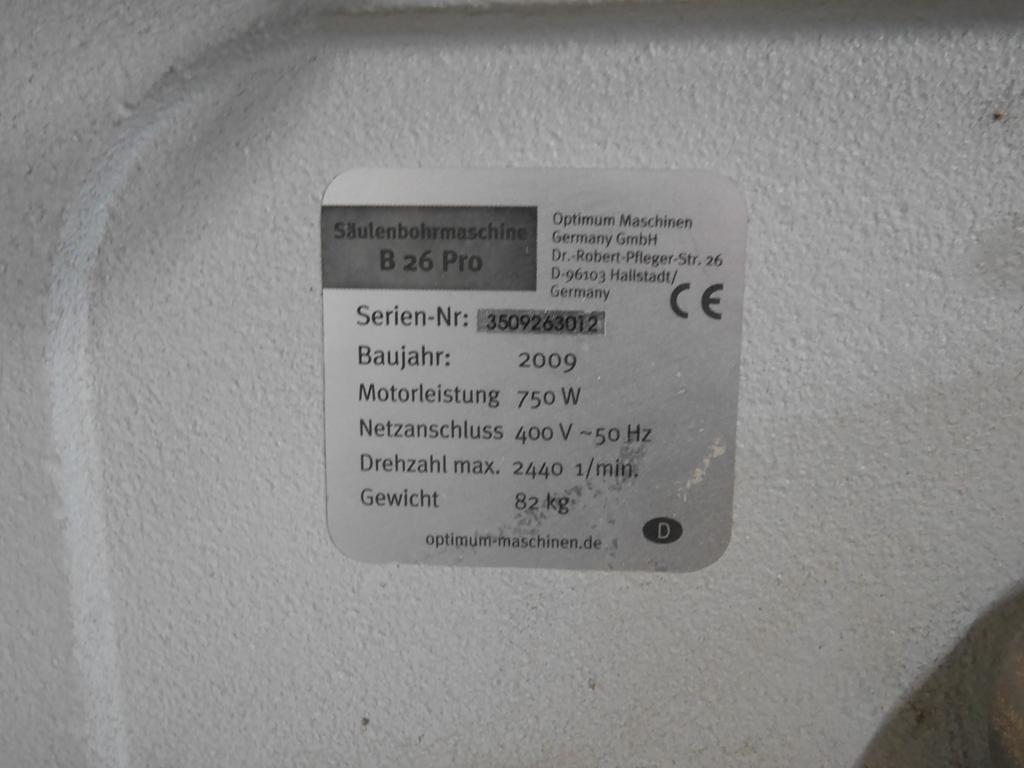 Säulenbohrmaschine
B 26 Pro
Optimum Maschinen
Germany GmbH
Dr.-Robert-Pfleger-Str. 26
D-96103 Hallstadt/
Germany
CE
Serien-Nr: 3509263012
Baujahr: 2009
Motorleistung 750 W
Netzanschluss 400 V ~50 Hz
Drehzahl max. 2440 1/min.
Gewicht 82 kg
optimum-maschinen.de
D